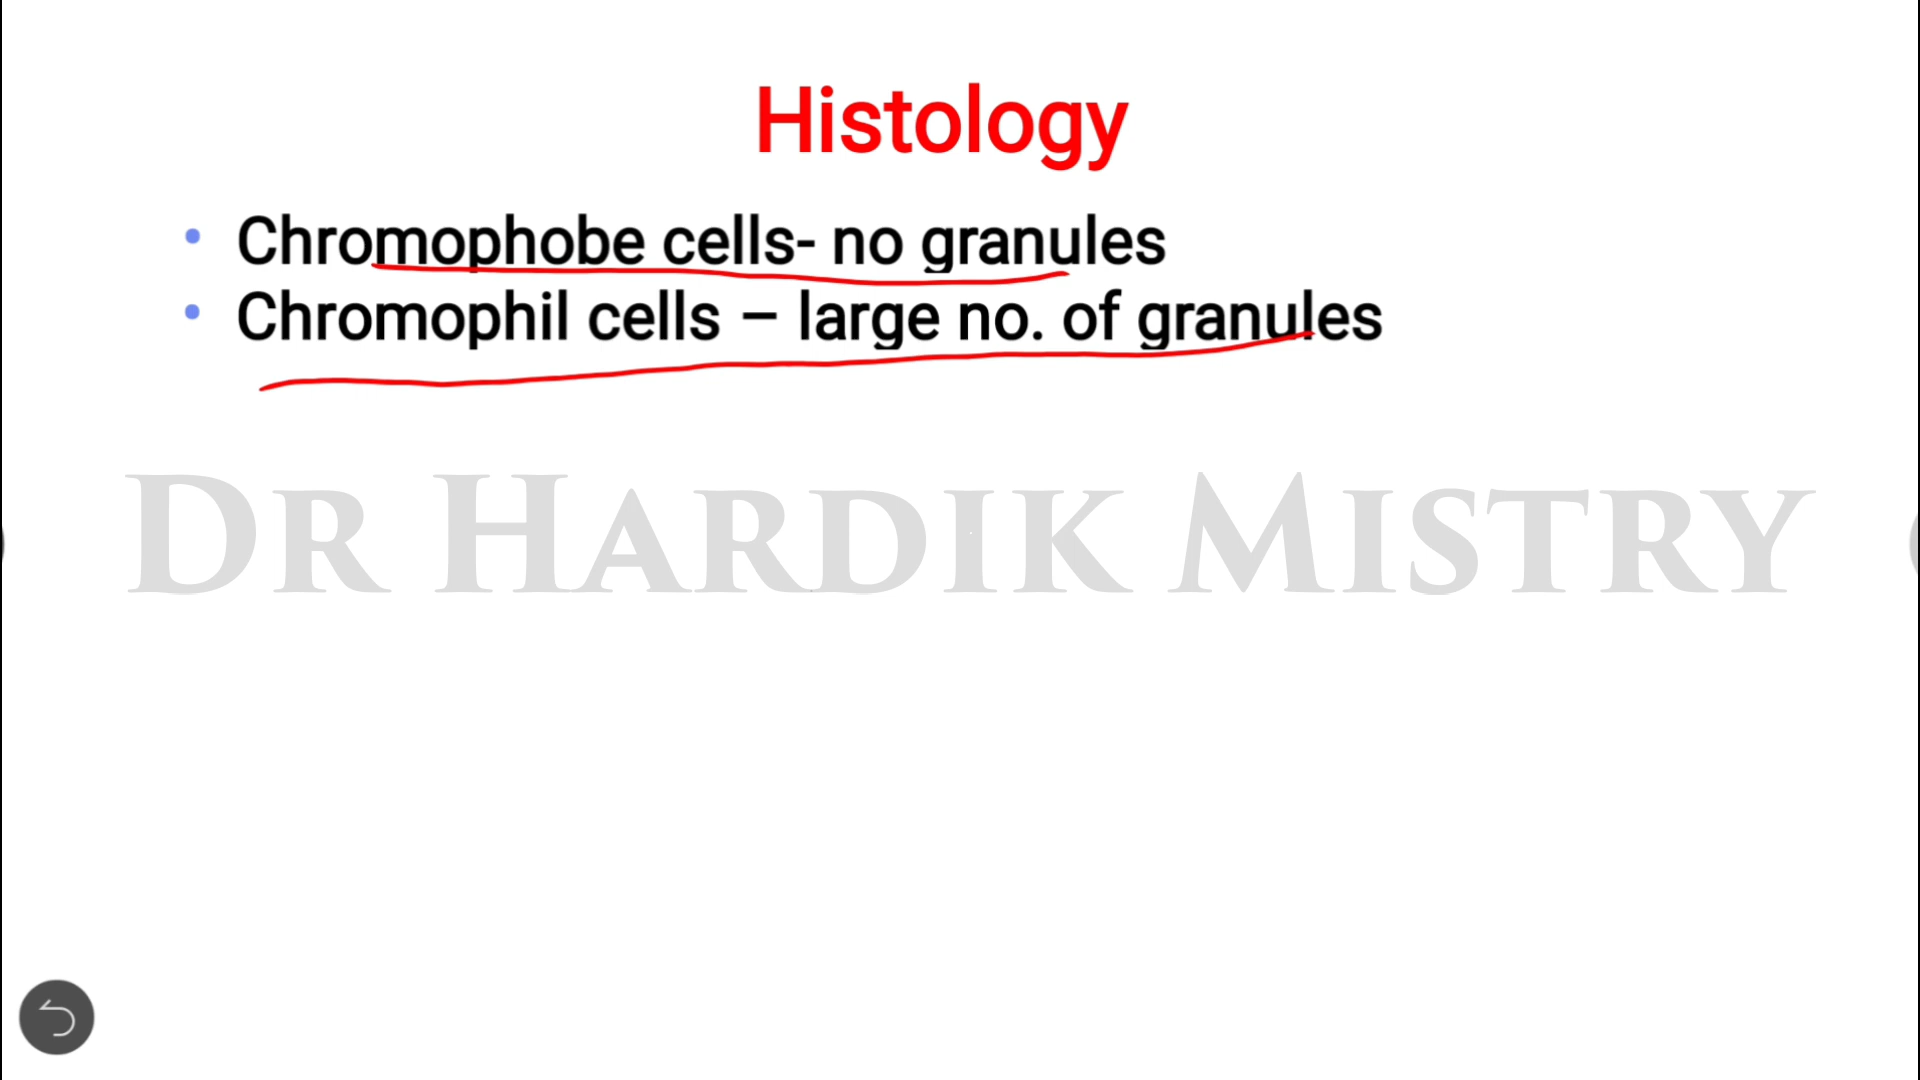 Histology
• Chromophobe cells- no granules
• Chromophil cells – large no. of granules
DR HARDIK MISTRY